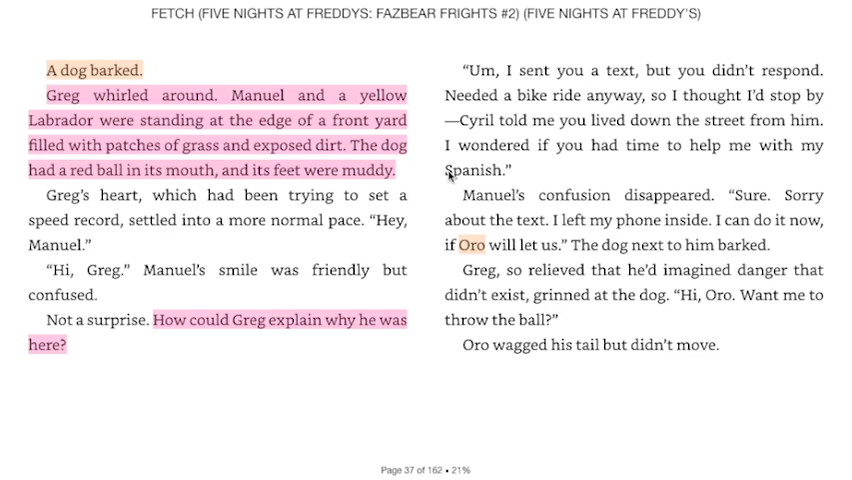 FETCH (FIVE NIGHTS AT FREDDYS: FAZBEAR FRIGHTS #2) (FIVE NIGHTS AT FREDDY'S)
A dog barked.
Greg whirled around. Manuel and a yellow
Labrador were standing at the edge of a front yard
filled with patches of grass and exposed dirt. The dog
had a red ball in its mouth, and its feet were muddy.
Greg’s heart, which had been trying to set a
speed record, settled into a more normal pace. “Hey,
Manuel.”
“Hi, Greg.” Manuel’s smile was friendly but
confused.
Not a surprise. How could Greg explain why he was
here?
“Um, I sent you a text, but you didn’t respond.
Needed a bike ride anyway, so I thought I’d stop by
—Cyril told me you lived down the street from him.
I wondered if you had time to help me with my
Spanish.”
Manuel’s confusion disappeared. “Sure. Sorry
about the text. I left my phone inside. I can do it now,
if Oro will let us.” The dog next to him barked.
Greg, so relieved that he’d imagined danger that
didn’t exist, grinned at the dog. “Hi, Oro. Want me to
throw the ball?”
Oro wagged his tail but didn’t move.
Page 37 of 162 • 21%